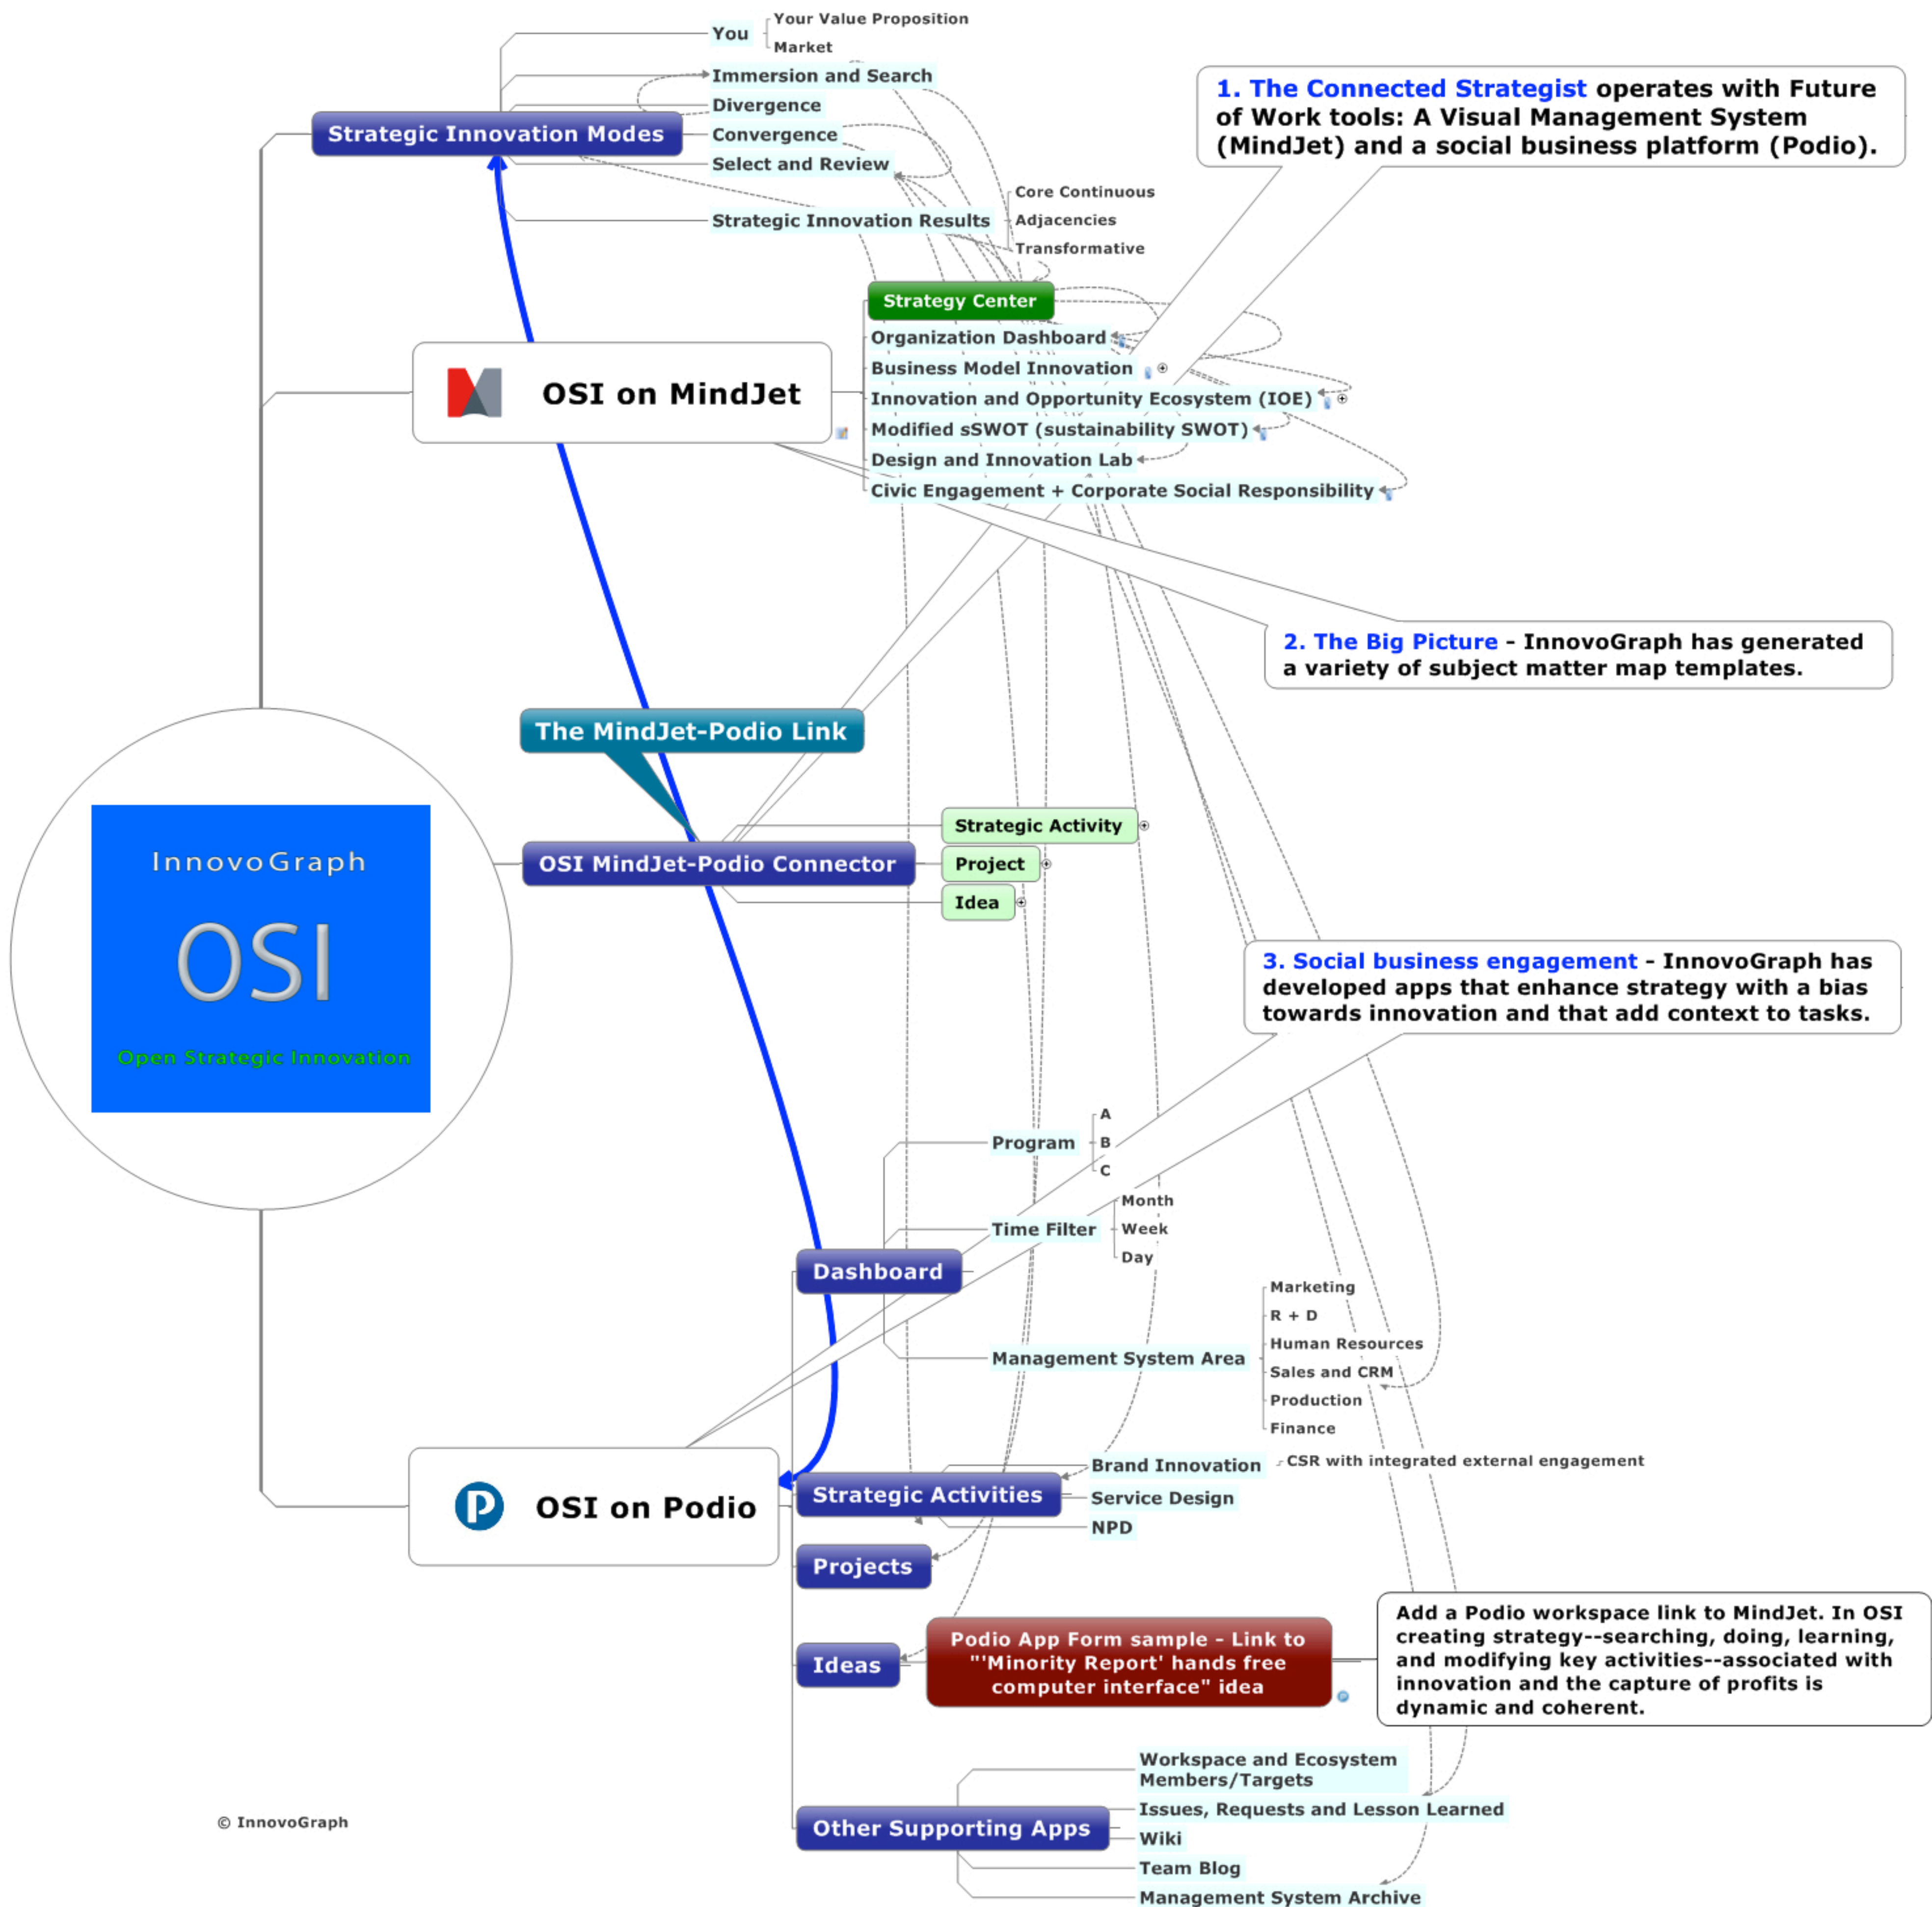 You
Your Value Proposition
Market
Immersion and Search
Divergence
Strategic Innovation Modes
Convergence
Select and Review
Strategic Innovation Results
Core Continuous
Adjacencies
Transformative
1. The Connected Strategist operates with Future
of Work tools: A Visual Management System
(MindJet) and a social business platform (Podio).
Strategy Center
Organization Dashboard
Business Model Innovation
OSI on MindJet
Innovation and Opportunity Ecosystem (IOE)
Modified sSWOT (sustainability SWOT)
Design and Innovation Lab
Civic Engagement + Corporate Social Responsibility
2. The Big Picture - InnovoGraph has generated
a variety of subject matter map templates.
The MindJet-Podio Link
OSI MindJet-Podio Connector
Strategic Activity
Project
Idea
InnovoGraph
OSI
Open Strategic Innovation
3. Social business engagement - InnovoGraph has
developed apps that enhance strategy with a bias
towards innovation and that add context to tasks.
Program
A
B
C
Time Filter
Month
Week
Day
Dashboard
Management System Area
Marketing
R + D
Human Resources
Sales and CRM
Production
Finance
P
OSI on Podio
Strategic Activities
Brand Innovation
CSR with integrated external engagement
Service Design
NPD
Projects
Ideas
Podio App Form sample - Link to
"'Minority Report' hands free
computer interface" idea
Add a Podio workspace link to MindJet. In OSI
creating strategy--searching, doing, learning,
and modifying key activities--associated with
innovation and the capture of profits is
dynamic and coherent.
Other Supporting Apps
Workspace and Ecosystem
Members/Targets
Issues, Requests and Lesson Learned
Wiki
Team Blog
Management System Archive
© InnovoGraph